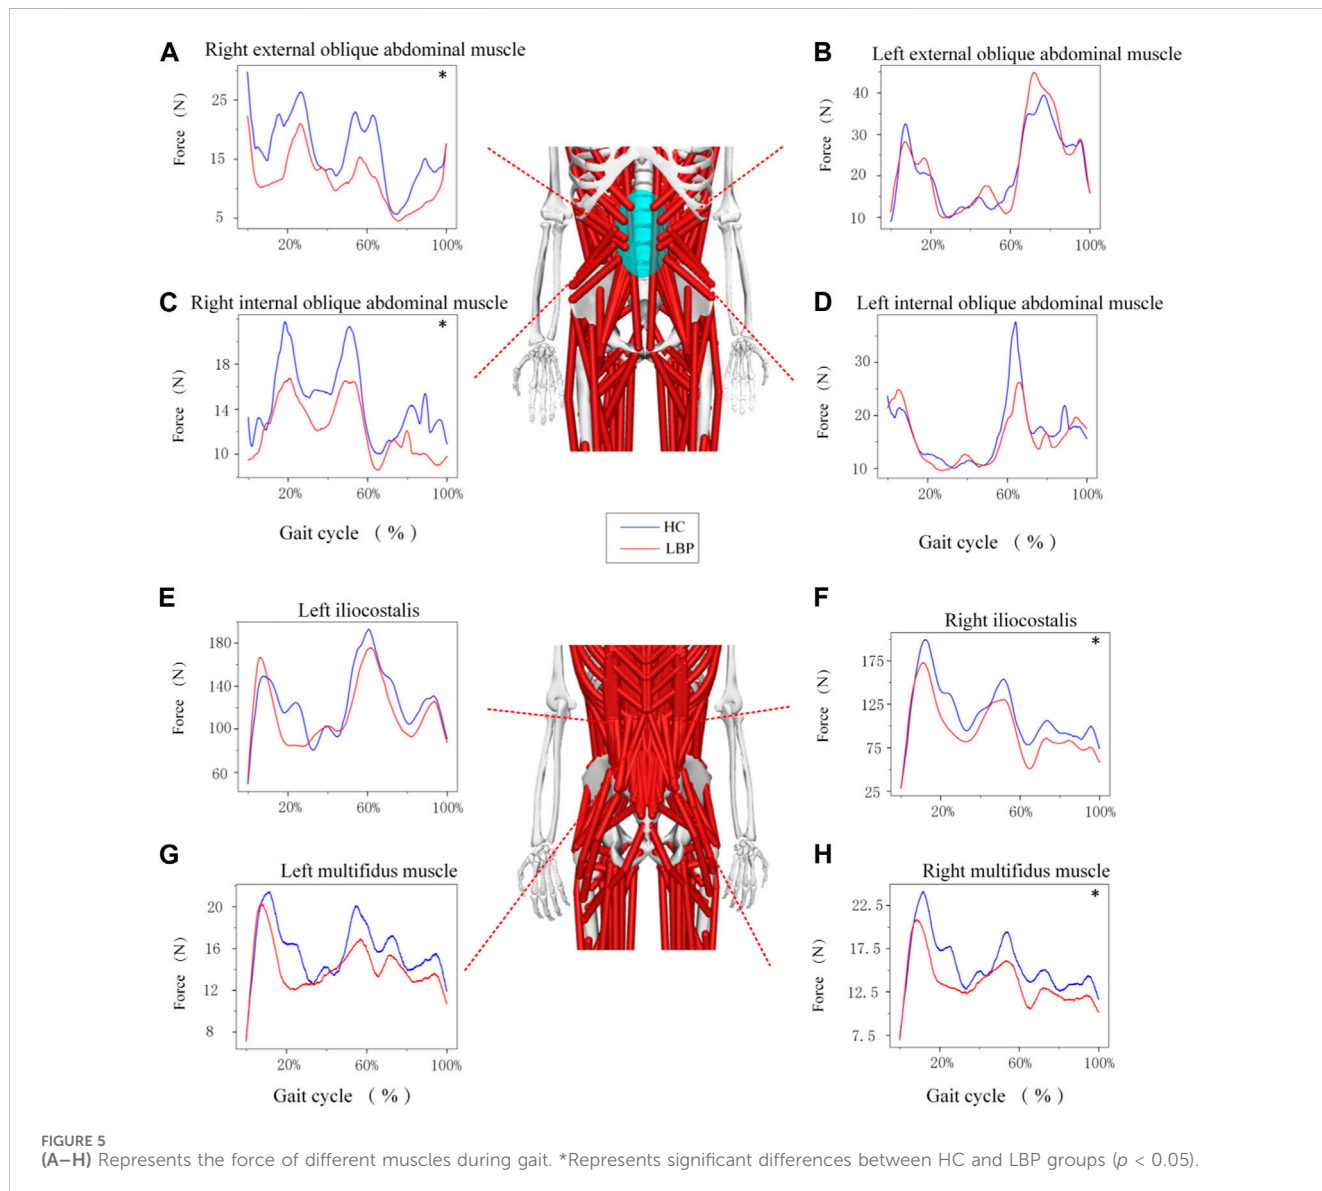 A
Right external oblique abdominal muscle
*
Force (N)
25
15
5
20%
60%
100%
B
Left external oblique abdominal muscle
Force (N)
40
30
20
10
20%
60%
100%
C
Right internal oblique abdominal muscle
*
Force (N)
18
14
10
20%
60%
100%
Gait cycle (%)
D
Left internal oblique abdominal muscle
Force (N)
30
20
10
20%
60%
100%
Gait cycle (%)
HC
LBP
E
Left iliocostalis
Force (N)
180
140
100
60
20%
60%
100%
F
Right iliocostalis
*
Force (N)
175
125
75
25
20%
60%
100%
G
Left multifidus muscle
Force (N)
20
16
12
8
20%
60%
100%
Gait cycle (%)
H
Right multifidus muscle
*
Force (N)
22.5
17.5
12.5
7.5
20%
60%
100%
Gait cycle (%)
FIGURE 5
(A–H) Represents the force of different muscles during gait. *Represents significant differences between HC and LBP groups (p < 0.05).